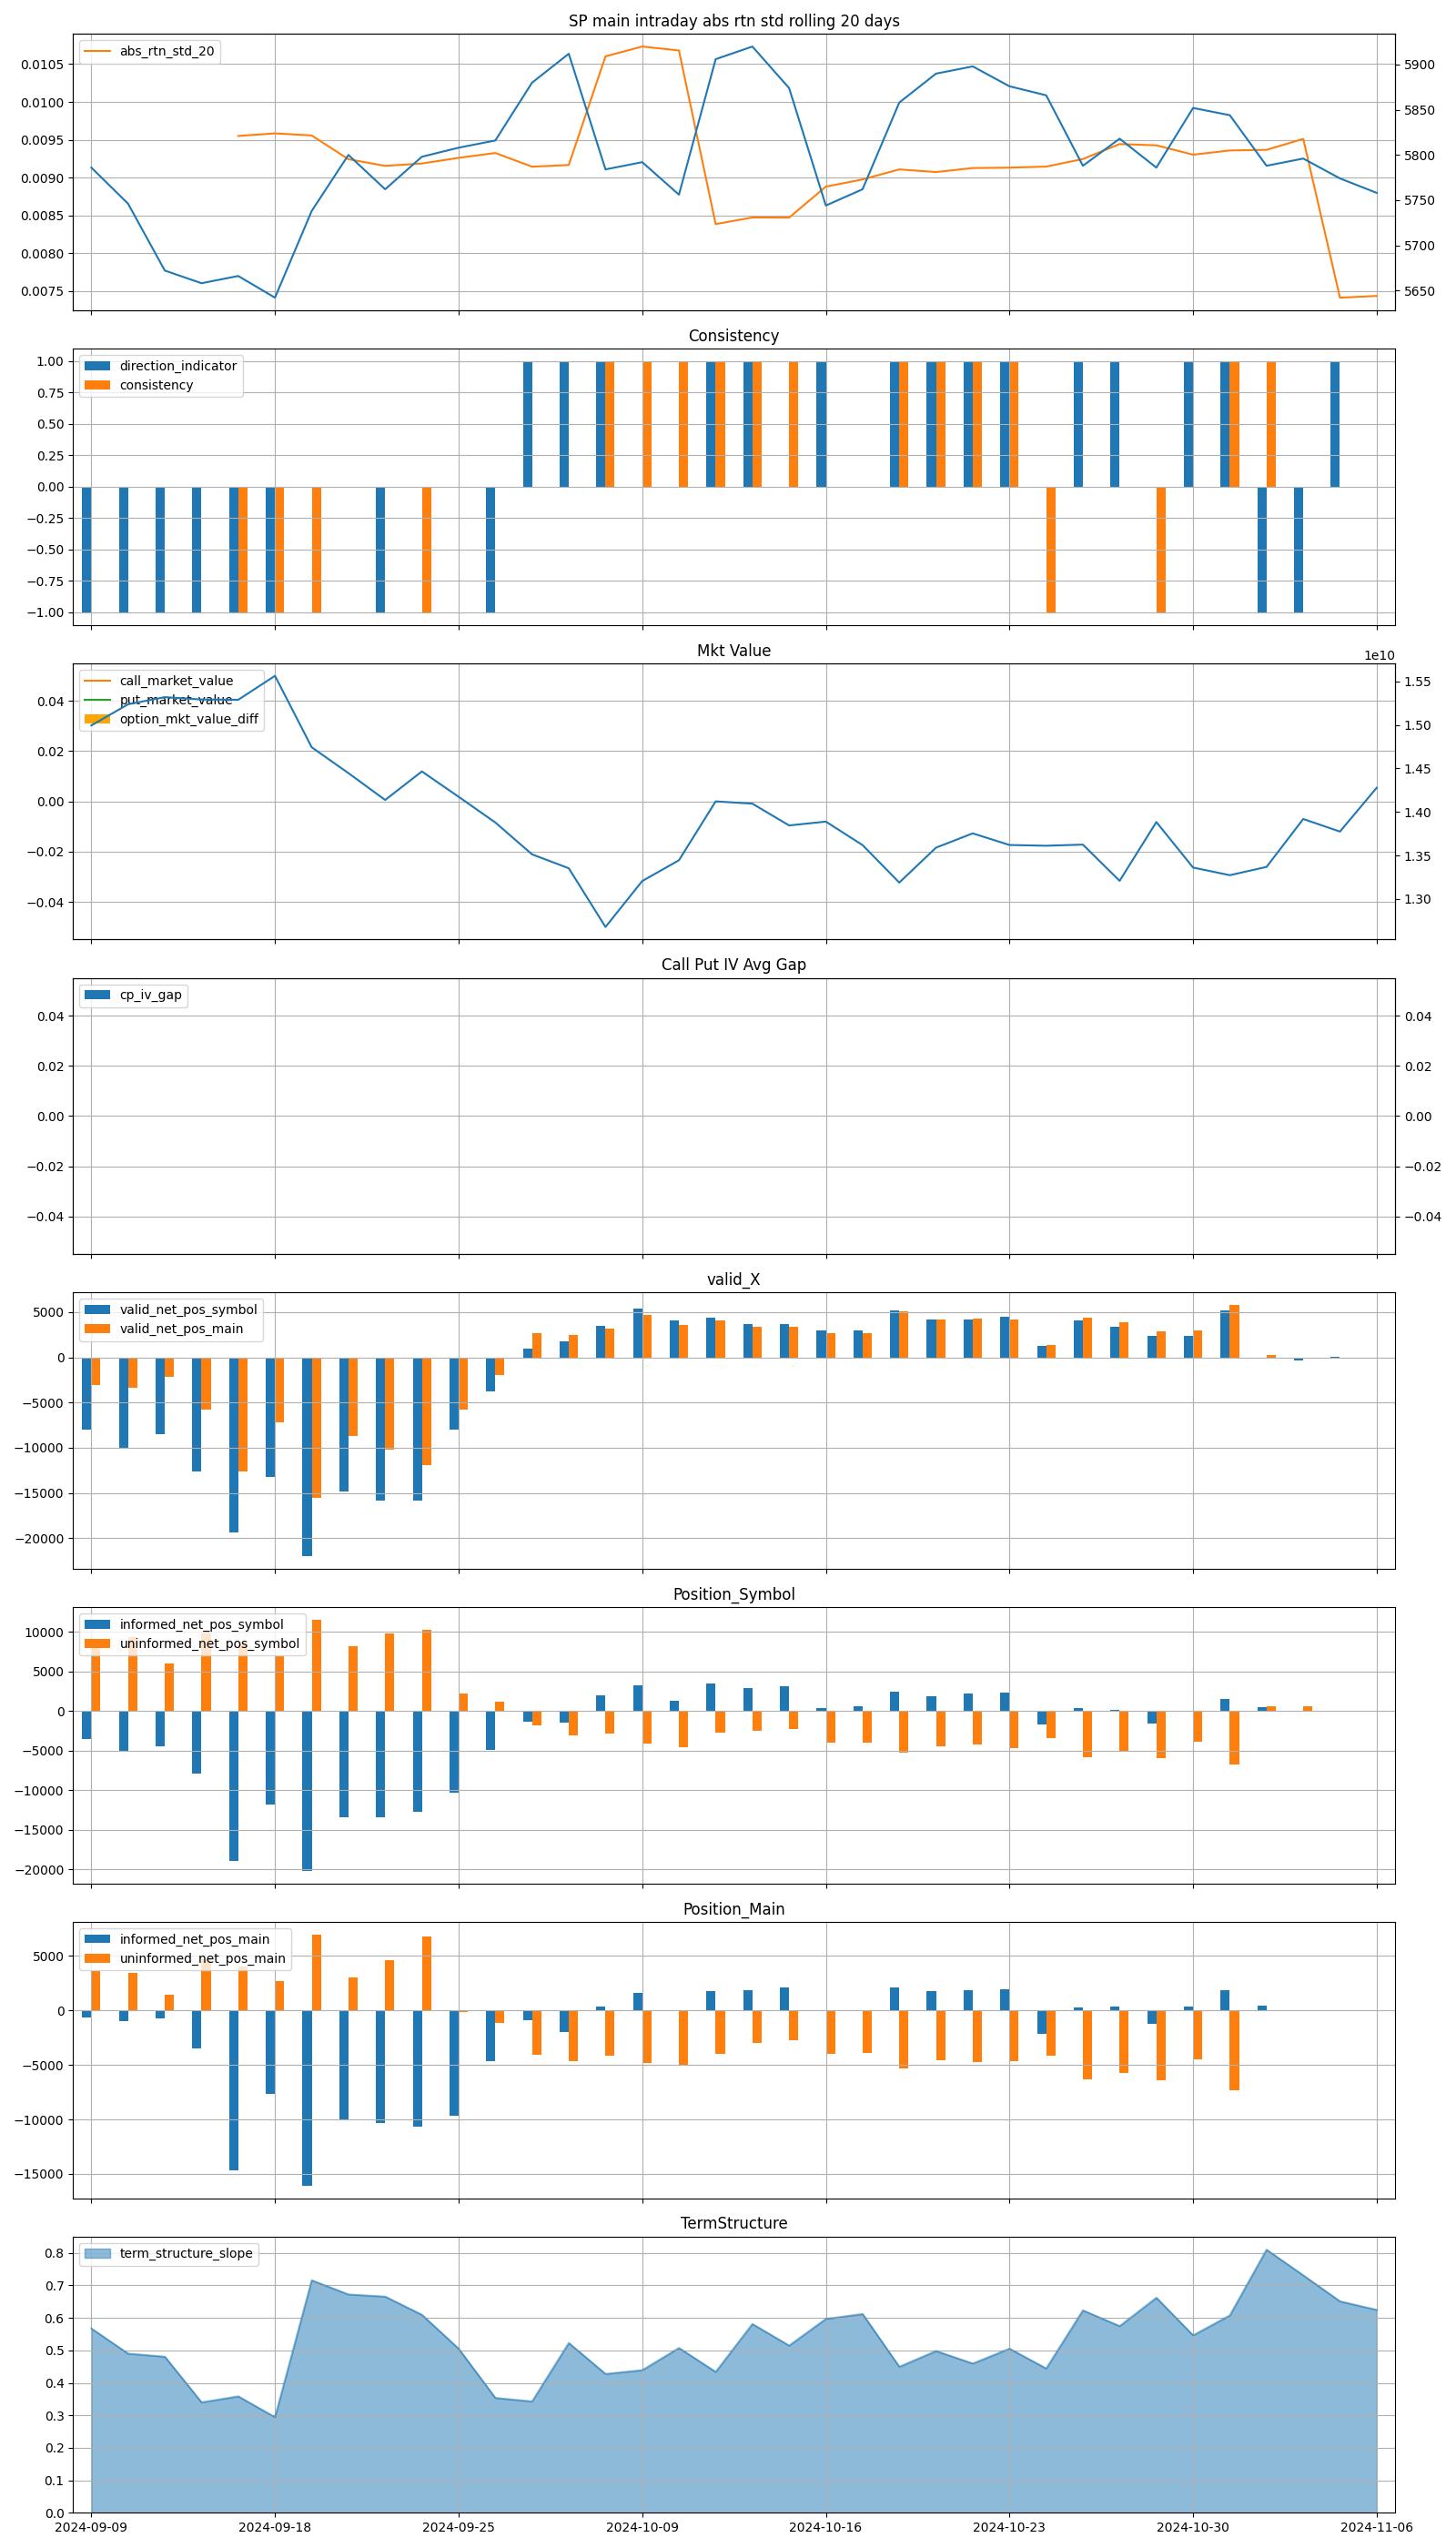 SP main intraday abs rtn std rolling 20 days
abs_rtn_std_20
0.0105
0.0100
0.0095
0.0090
0.0085
0.0080
0.0075
5900
5850
5800
5750
5700
5650
Consistency
direction_indicator
consistency
1.00
0.75
0.50
0.25
0.00
−0.25
−0.50
−0.75
−1.00
Mkt Value
1e10
call_market_value
put_market_value
option_mkt_value_diff
0.04
0.02
0.00
−0.02
−0.04
1.55
1.50
1.45
1.40
1.35
1.30
Call Put IV Avg Gap
cp_iv_gap
0.04
0.02
0.00
−0.02
−0.04
0.04
0.02
0.00
−0.02
−0.04
valid_X
valid_net_pos_symbol
valid_net_pos_main
5000
0
−5000
−10000
−15000
−20000
Position_Symbol
informed_net_pos_symbol
uninformed_net_pos_symbol
10000
5000
0
−5000
−10000
−15000
−20000
Position_Main
informed_net_pos_main
uninformed_net_pos_main
5000
0
−5000
−10000
−15000
TermStructure
term_structure_slope
0.8
0.7
0.6
0.5
0.4
0.3
0.2
0.1
0.0
2024-09-09 2024-09-18 2024-09-25 2024-10-09 2024-10-16 2024-10-23 2024-10-30 2024-11-06